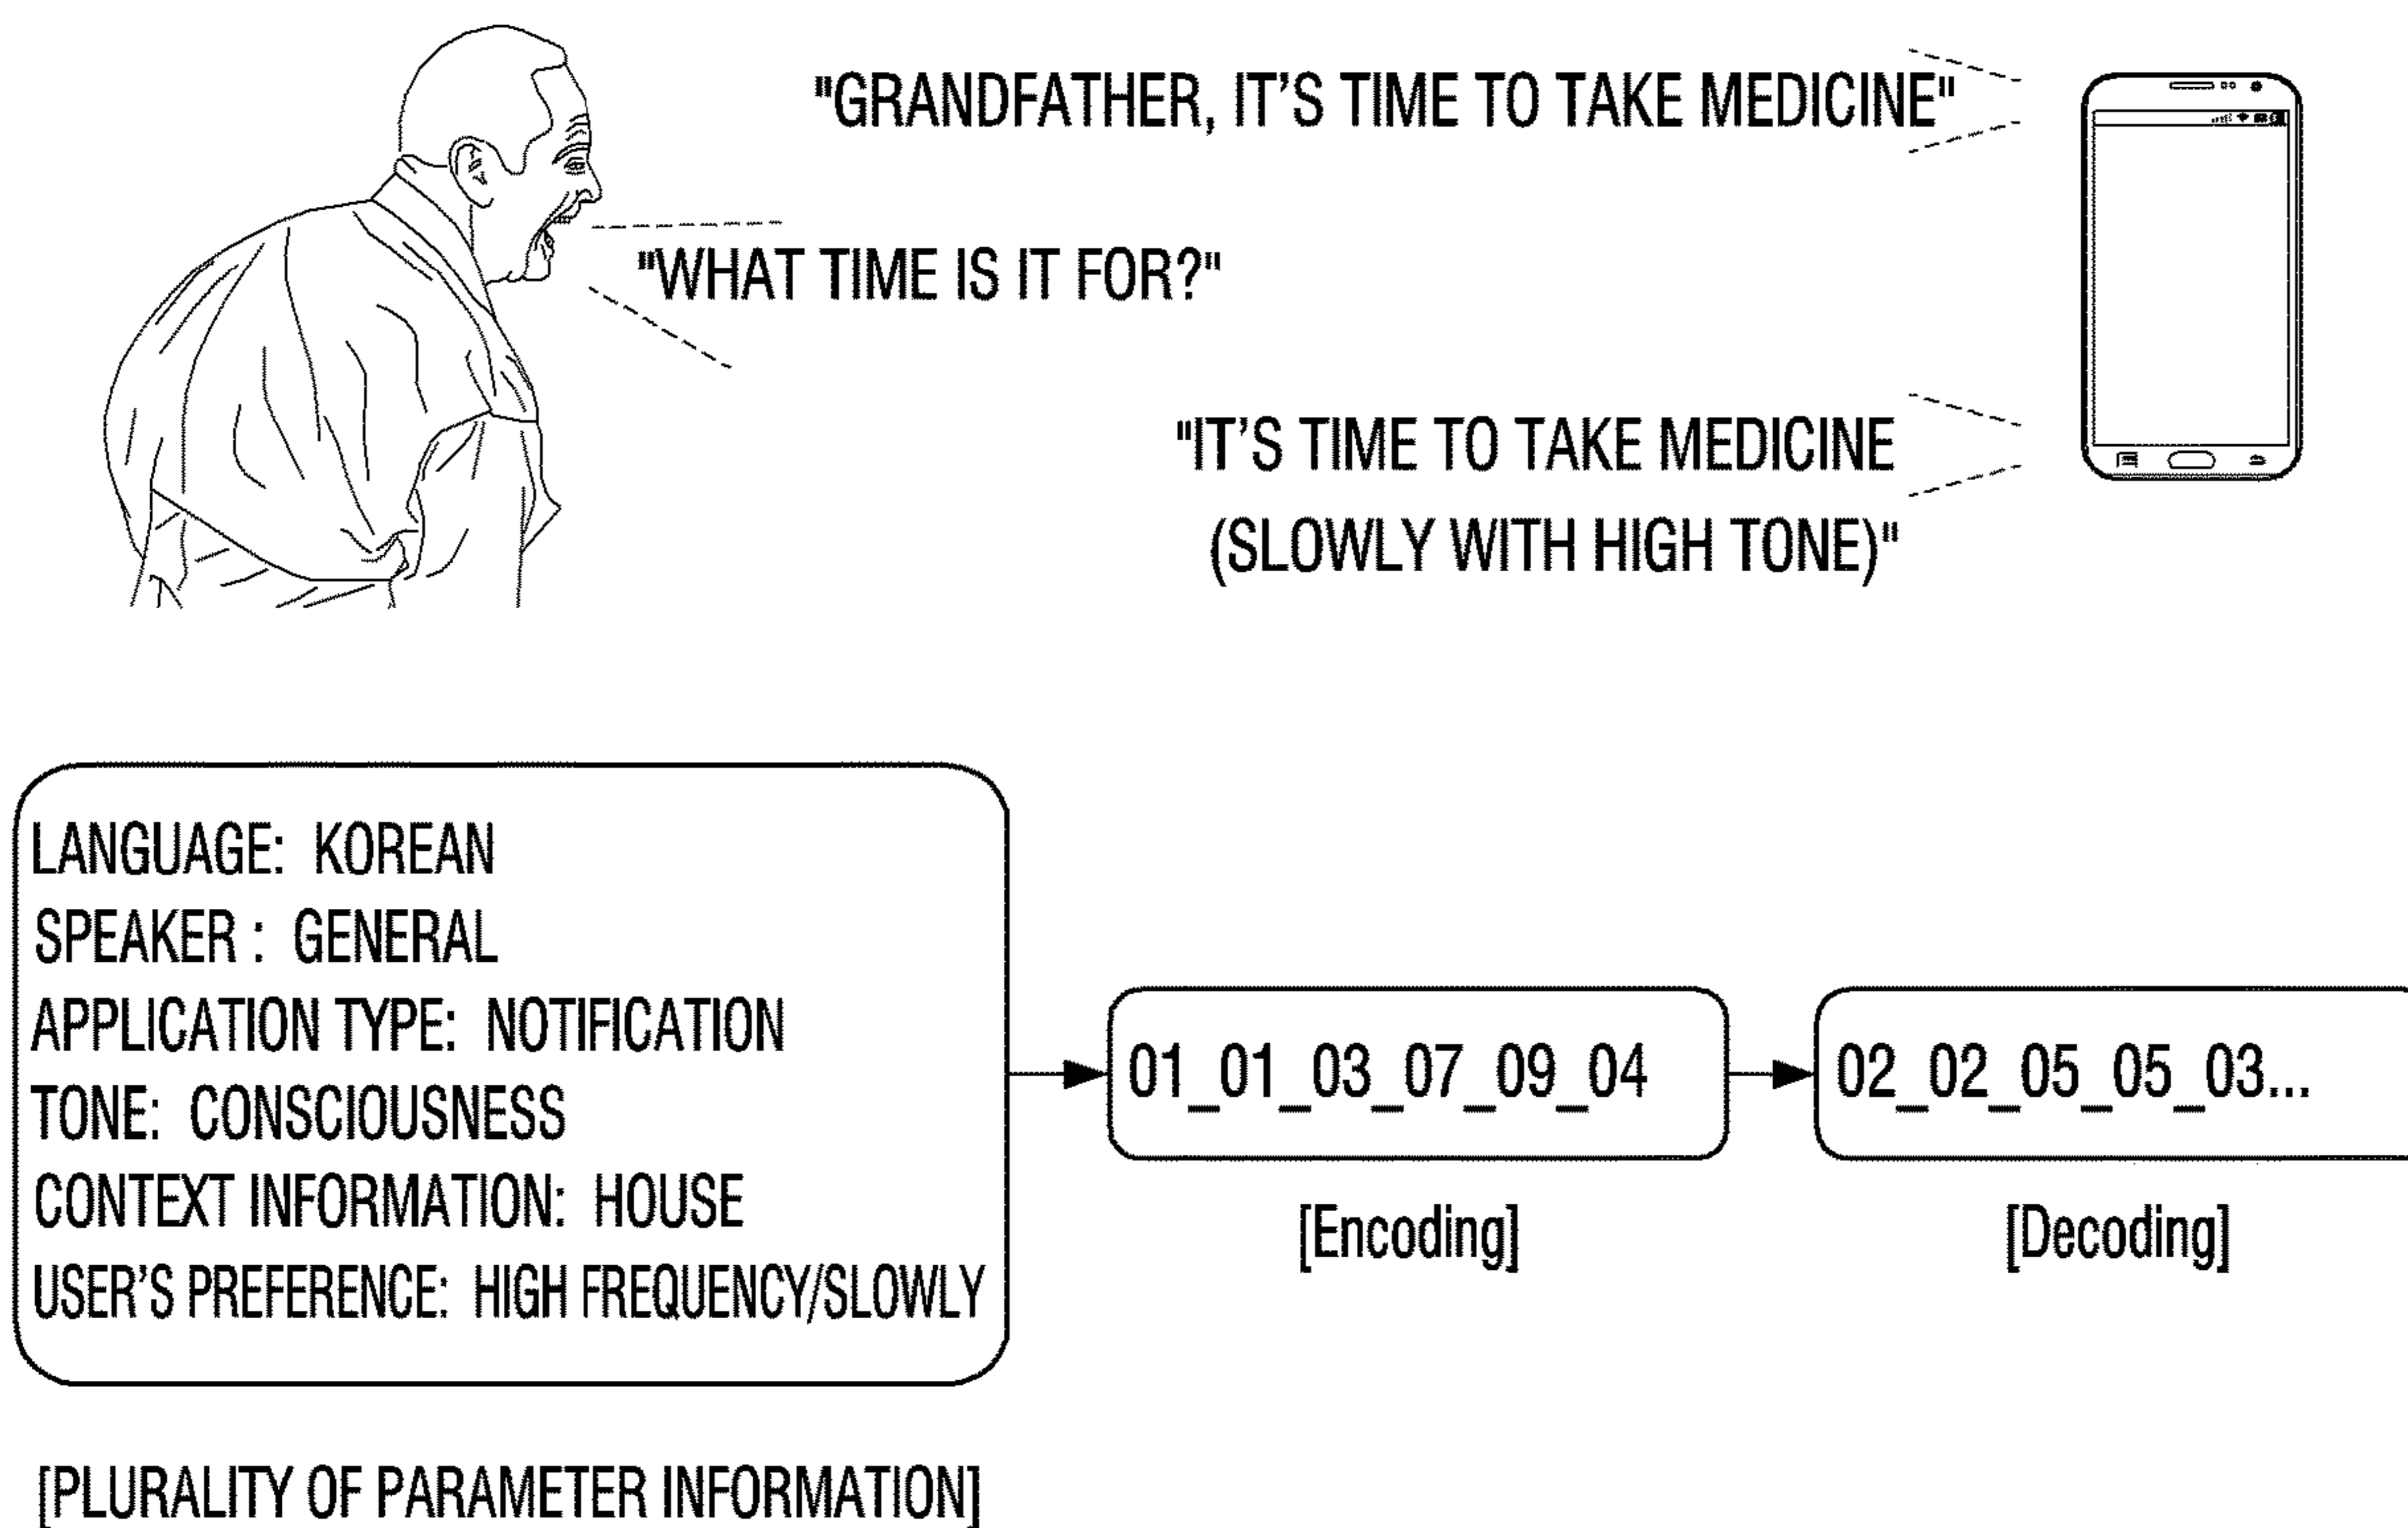 "GRANDFATHER, IT'S TIME TO TAKE MEDICINE"
"WHAT TIME IS IT FOR?"
"IT'S TIME TO TAKE MEDICINE
(SLOWLY WITH HIGH TONE)"
LANGUAGE: KOREAN
SPEAKER : GENERAL
APPLICATION TYPE: NOTIFICATION
TONE: CONSCIOUSNESS
CONTEXT INFORMATION: HOUSE
USER'S PREFERENCE: HIGH FREQUENCY/SLOWLY
[PLURALITY OF PARAMETER INFORMATION]
01_01_03_07_09_04
[Encoding]
02_02_05_05_03...
[Decoding]